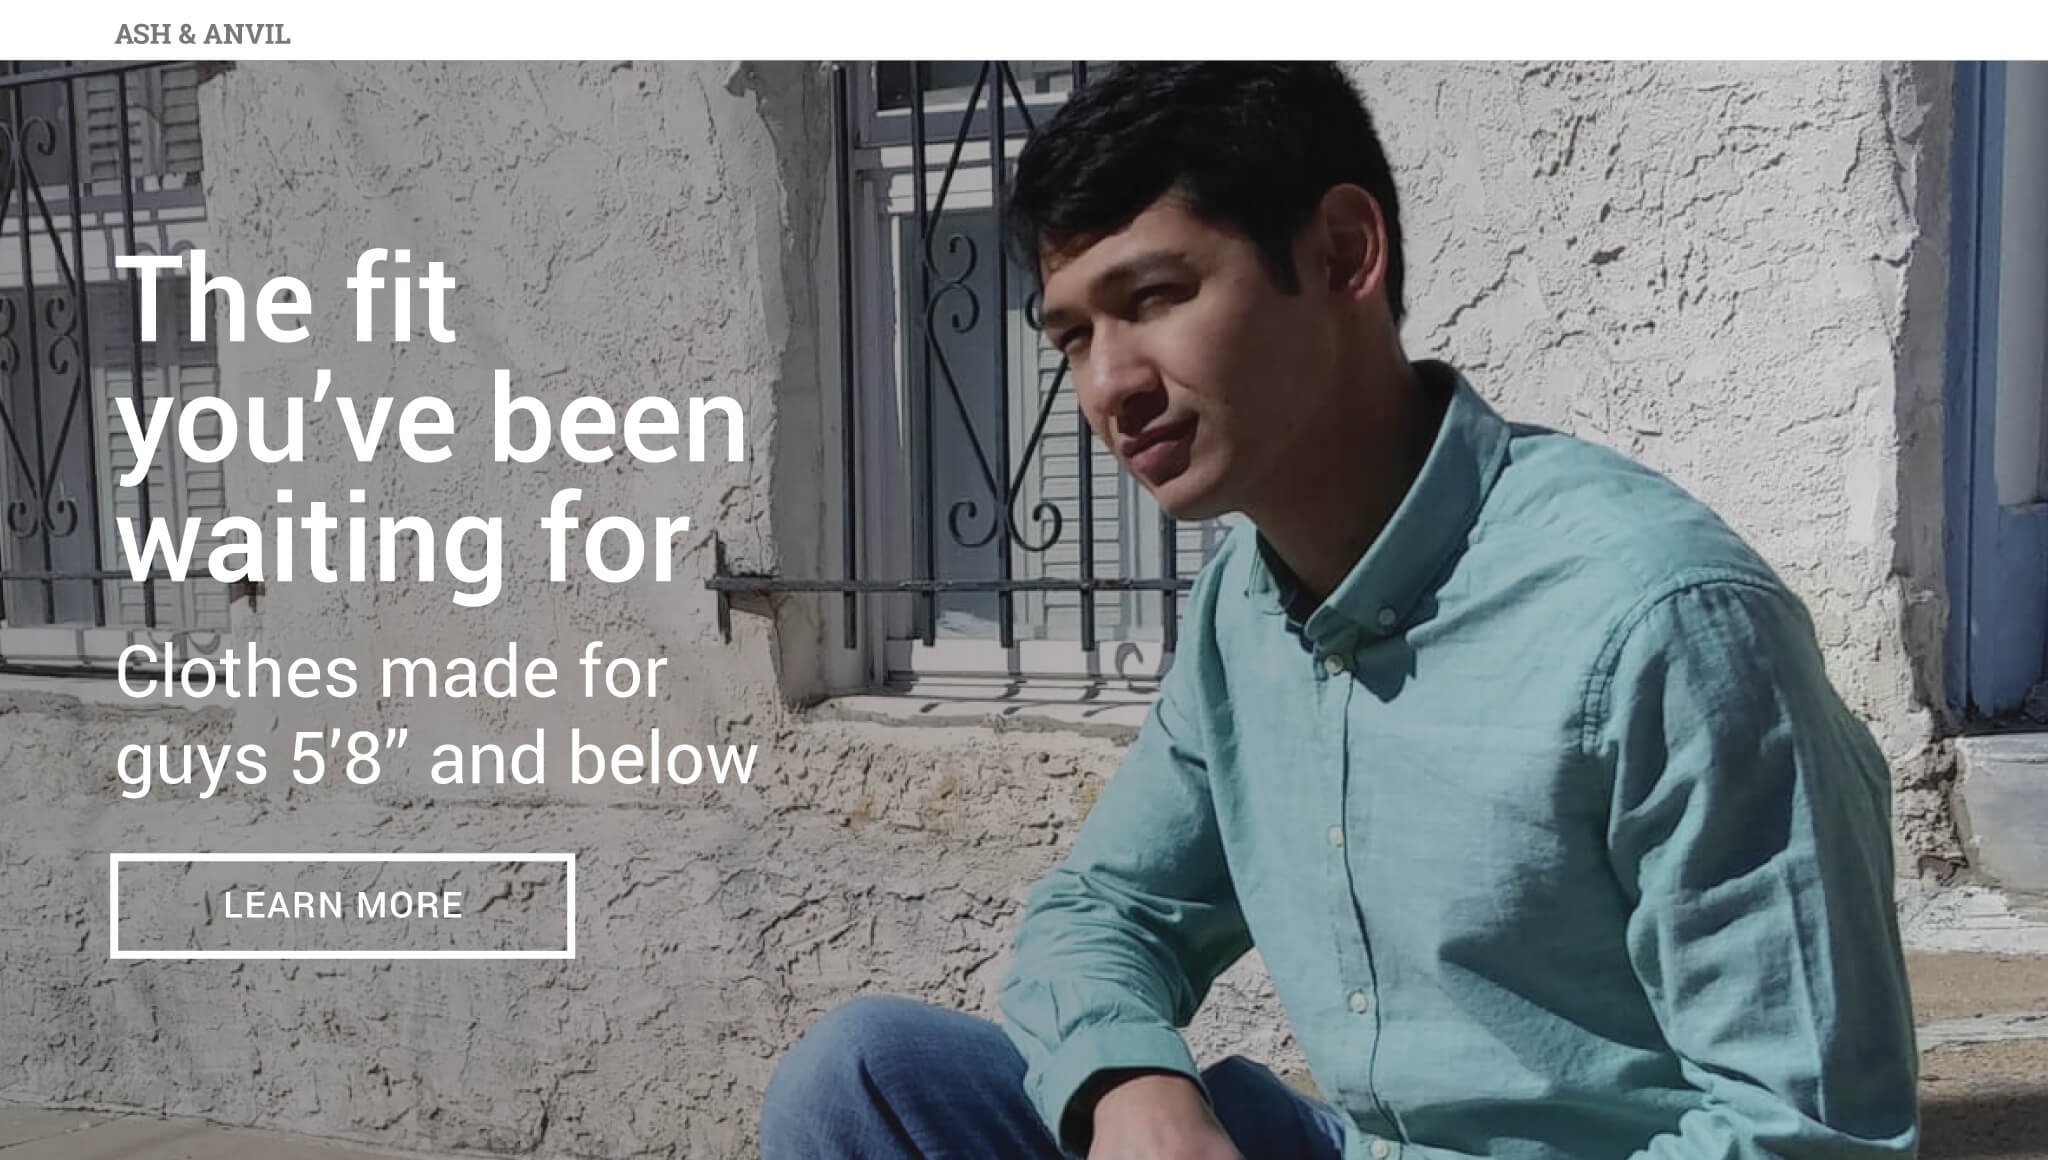 ASH & ANVIL
The fit
you’ve been
waiting for
Clothes made for
guys 5’8” and below
LEARN MORE